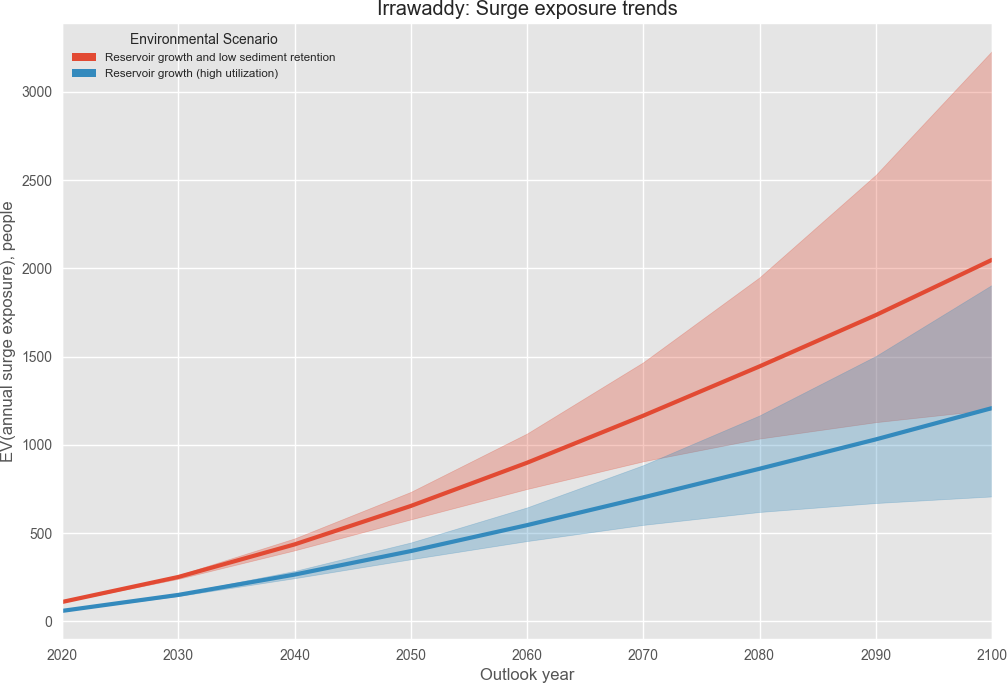 Irrawaddy: Surge exposure trends
Environmental Scenario
Reservoir growth and low sediment retention
Reservoir growth (high utilization)
EV(annual surge exposure), people
3000
2500
2000
1500
1000
500
0
2020 2030 2040 2050 2060 2070 2080 2090 2100
Outlook year